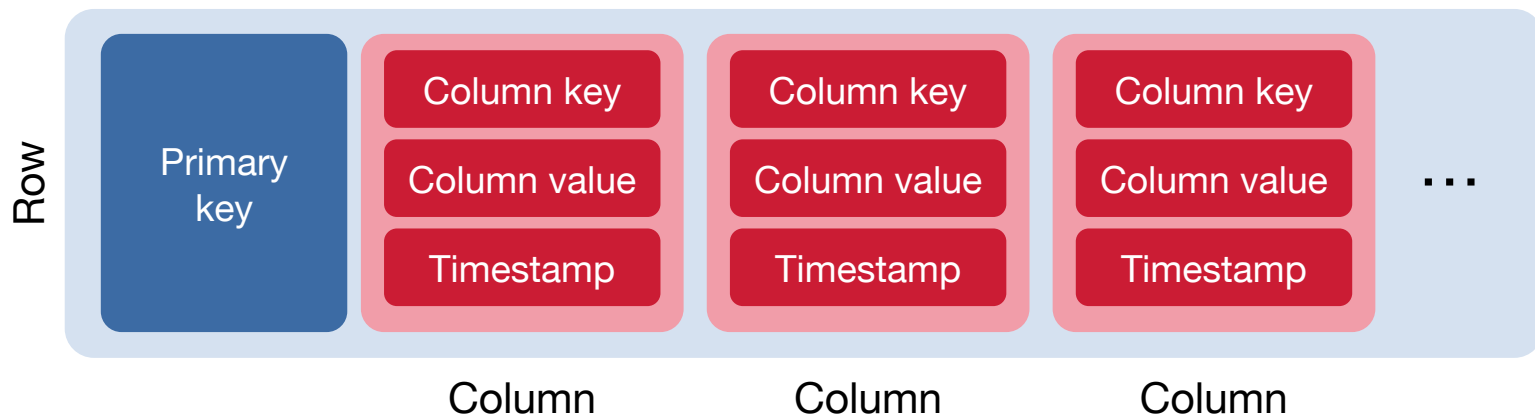 Row
Primary
key
Column key
Column value
Timestamp
Column key
Column value
Timestamp
Column key
Column value
Timestamp
...
Column
Column
Column